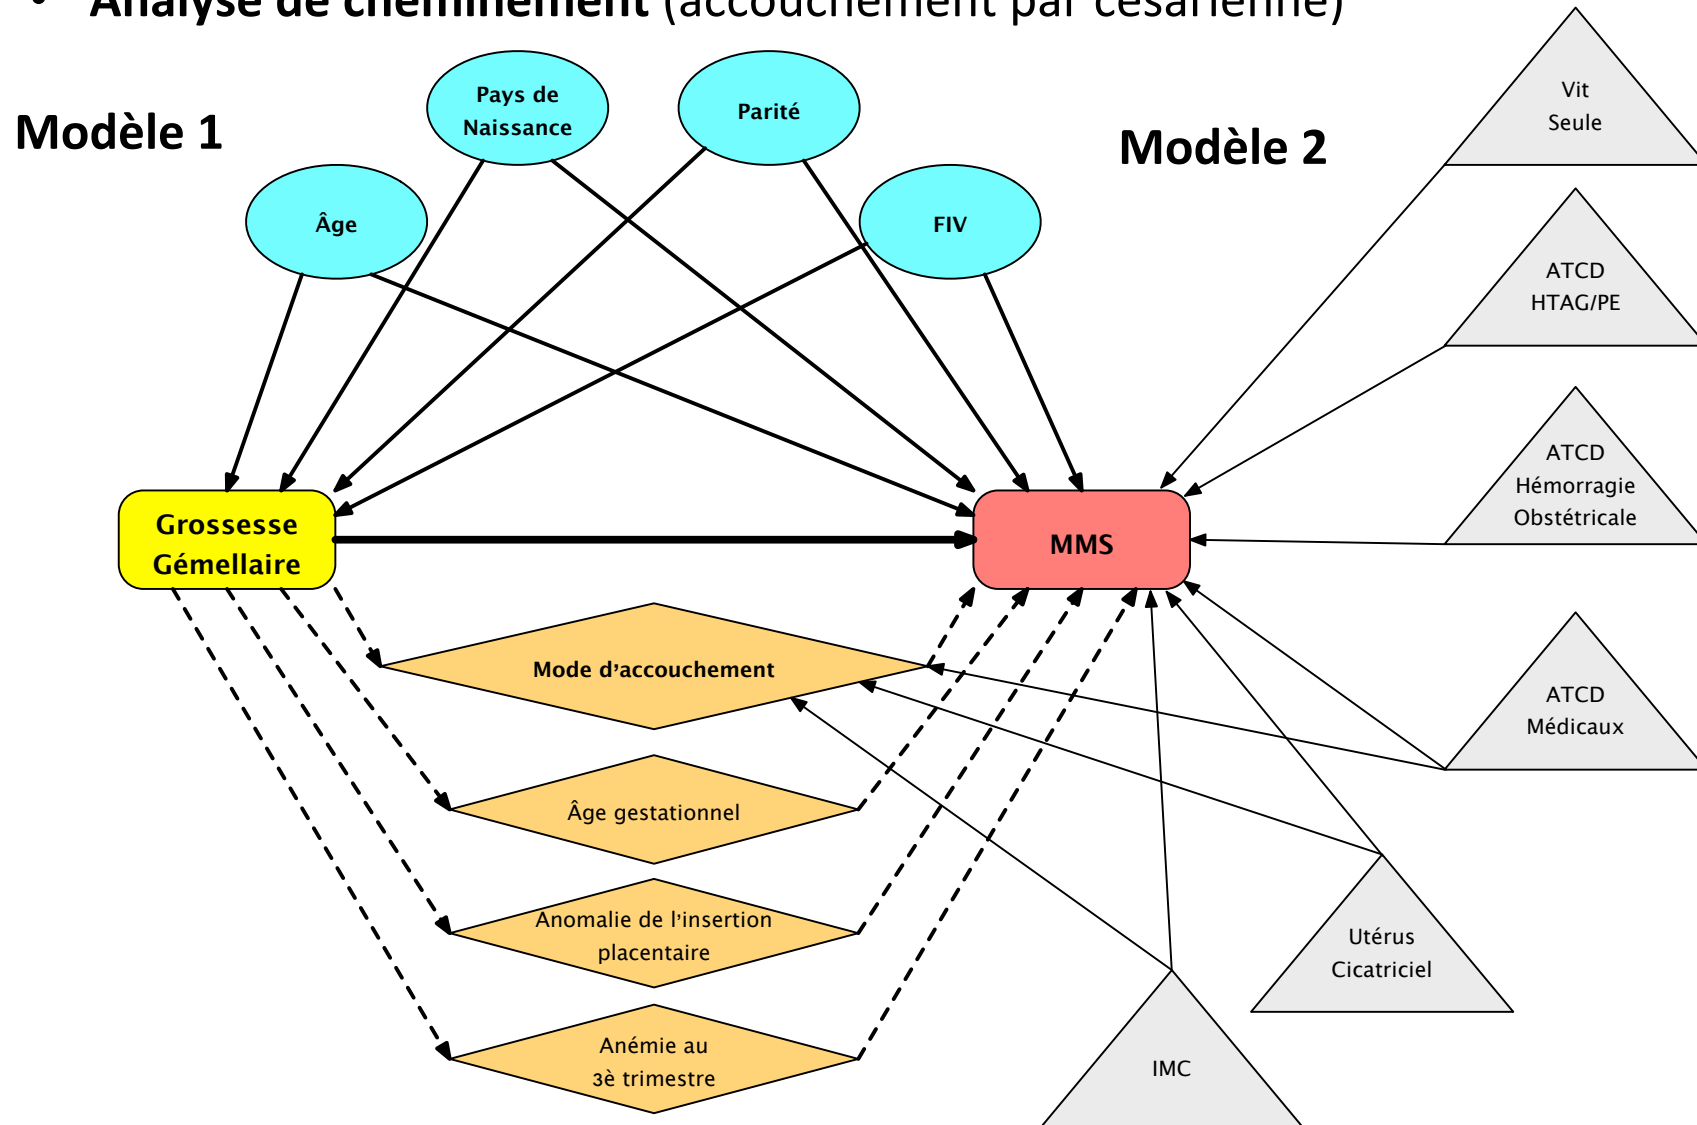 • Analyse de cheminement (accouchement par césarienne)
Modèle 1
Modèle 2
Pays de
Naissance
Parité
Âge
FIV
Vit
Seule
ATCD
HTAG/PE
ATCD
Hémorragie
Obstétricale
Grossesse
Gémellaire
MMS
Mode d'accouchement
ATCD
Médicaux
Âge gestationnel
Anomalie de l'insertion
placentaire
Utérus
Cicatriciel
Anémie au
3è trimestre
IMC